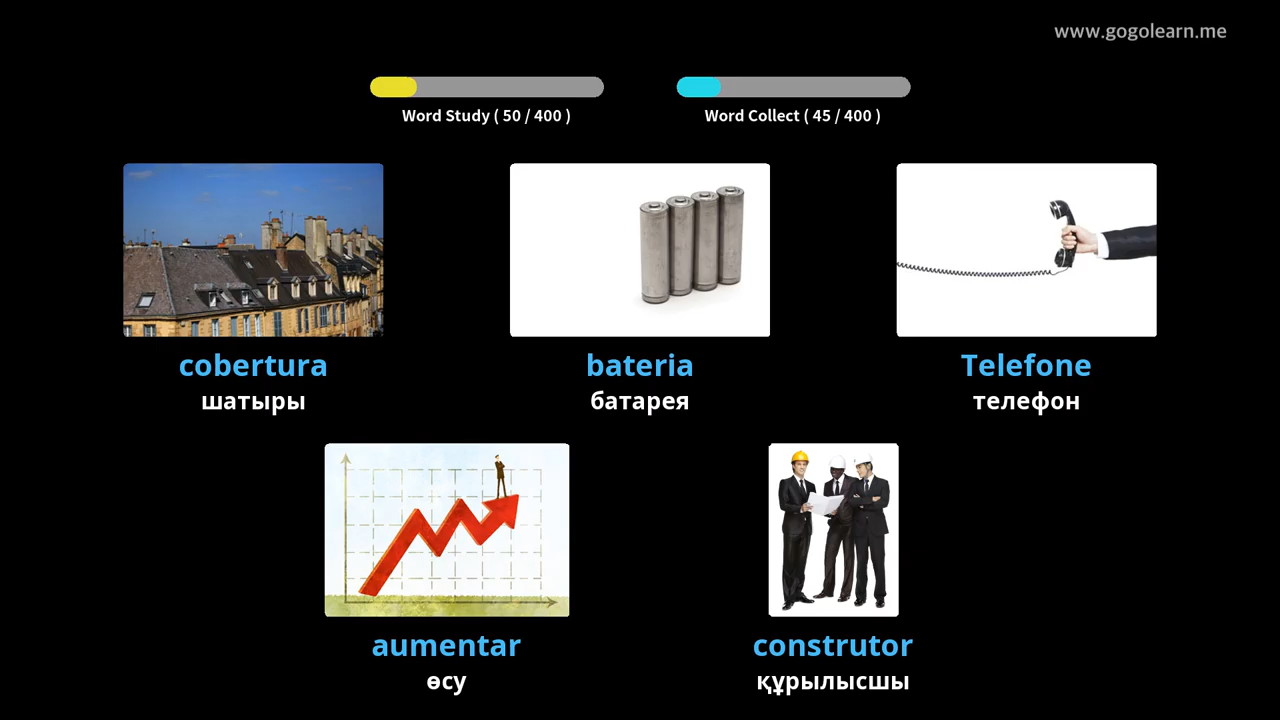 www.gogolearn.me
Word Study ( 50 / 400 )
Word Collect ( 45 / 400 )
cobertura
шатыры
bateria
батарея
Telefone
телефон
aumentar
өсу
construtor
құрылысшы